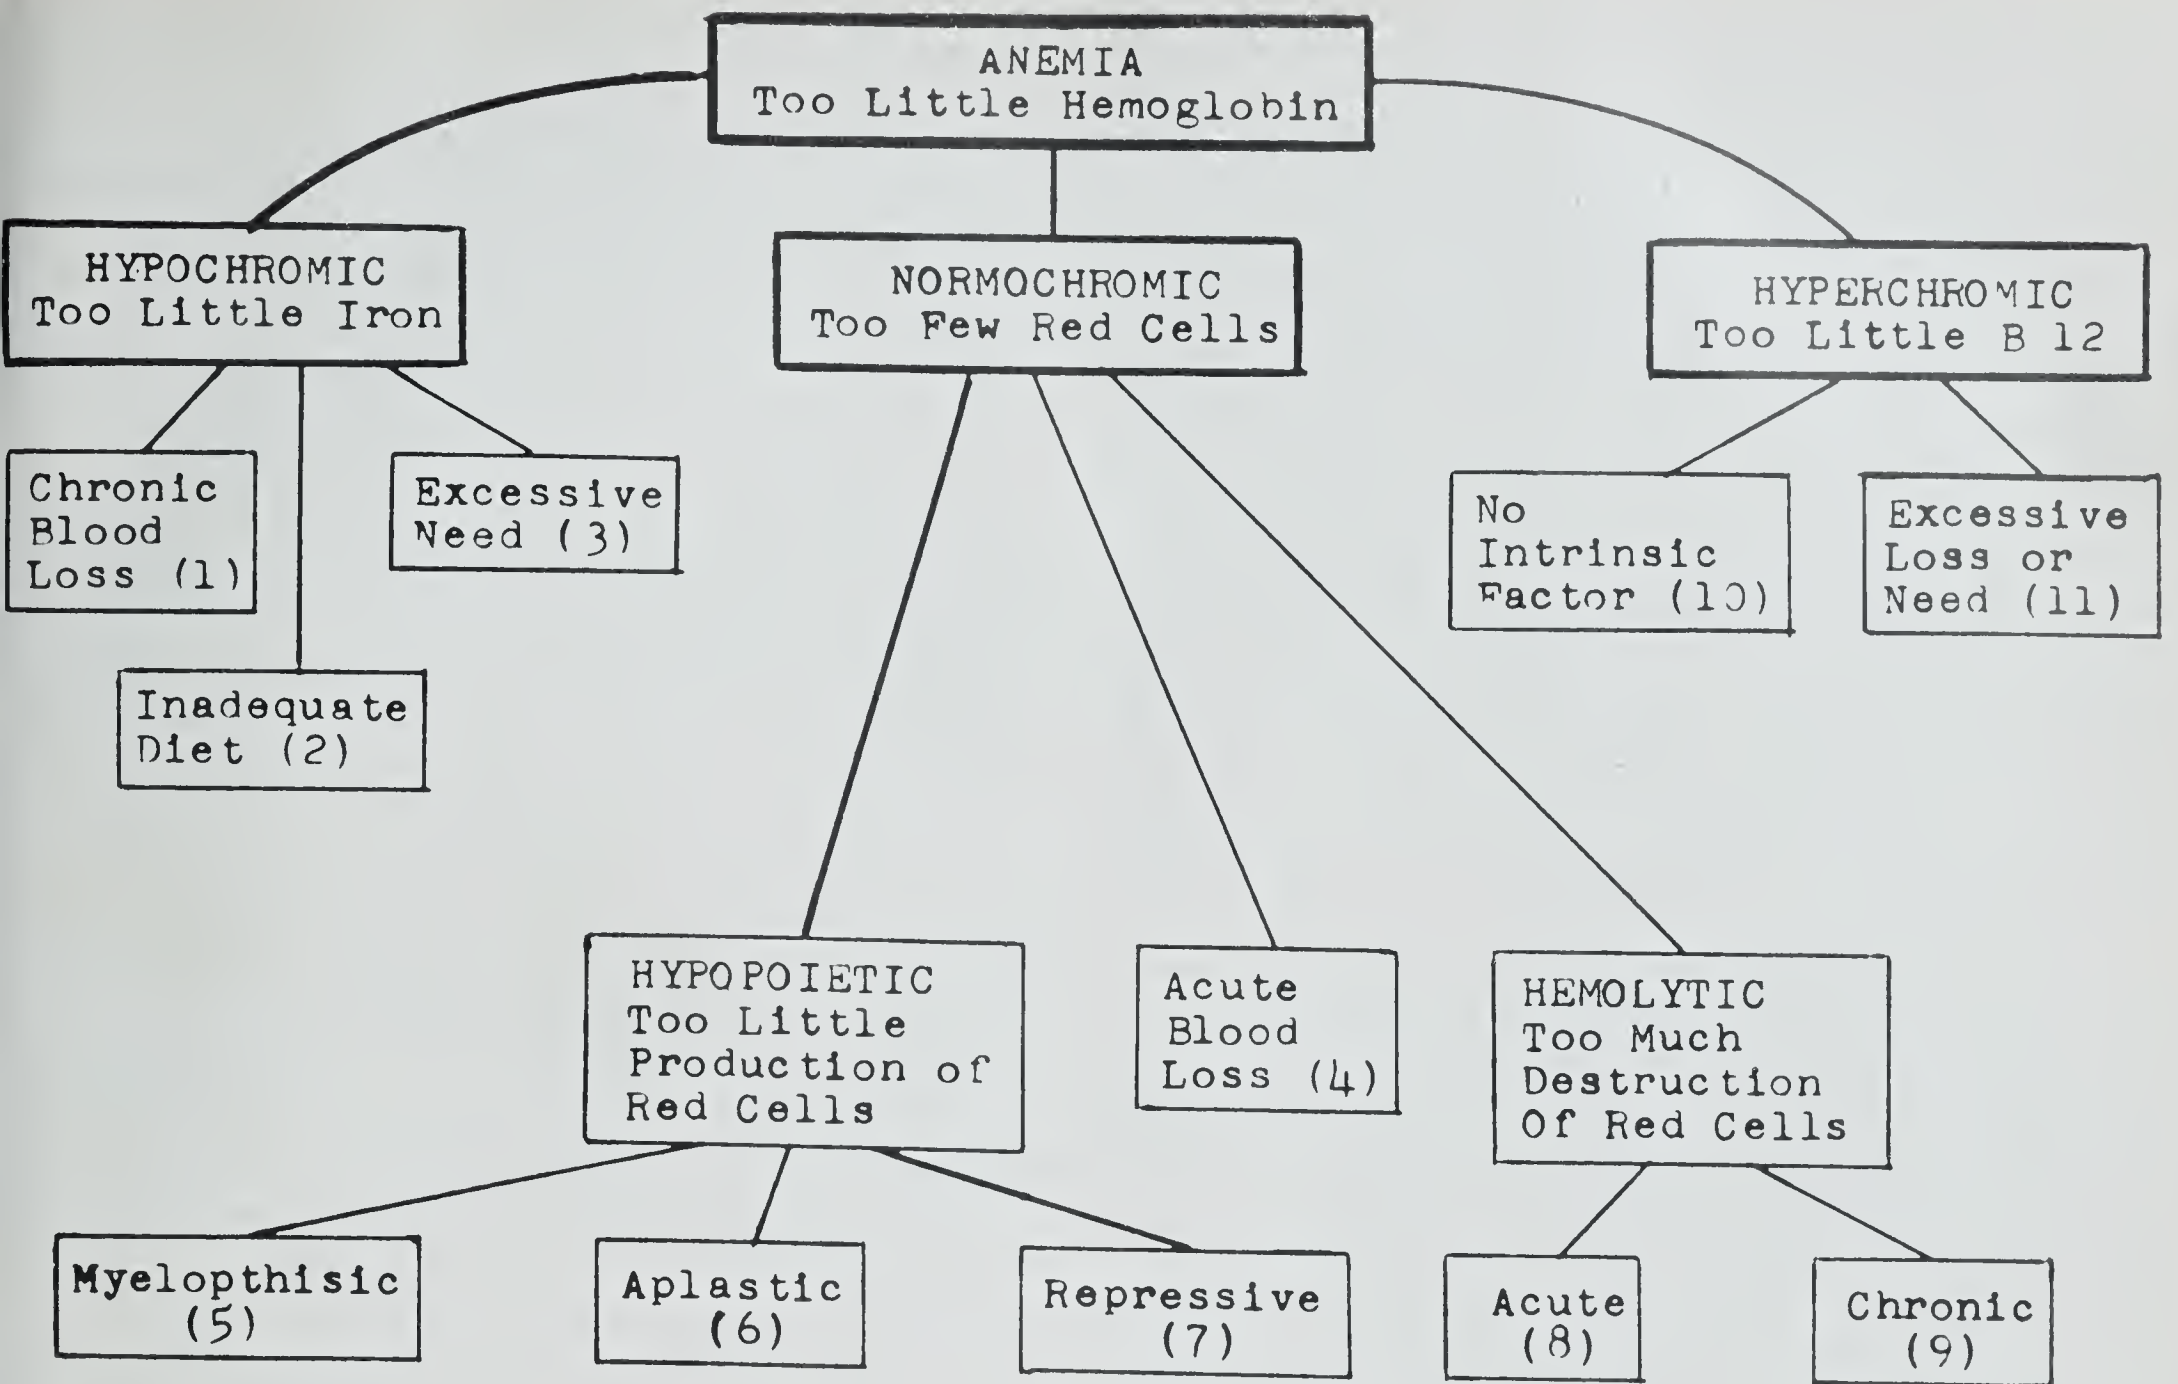 ANEMIA
Too Little Hemoglobin
HYPOCHROMIC
Too Little Iron
NORMOCHROMIC
Too Few Red Cells
HYPERCHROMIC
Too Little B 12
Chronic
Blood
Loss (1)
Excessive
Need (3)
Inadequate
Diet (2)
No
Intrinsic
Factor (10)
Excessive
Loss or
Need (11)
HYPOPOIETIC
Too Little
Production of
Red Cells
Acute
Blood
Loss (4)
HEMOLYTIC
Too Much
Destruction
Of Red Cells
Myelopthisic
(5)
Aplastic
(6)
Repressive
(7)
Acute
(8)
Chronic
(9)